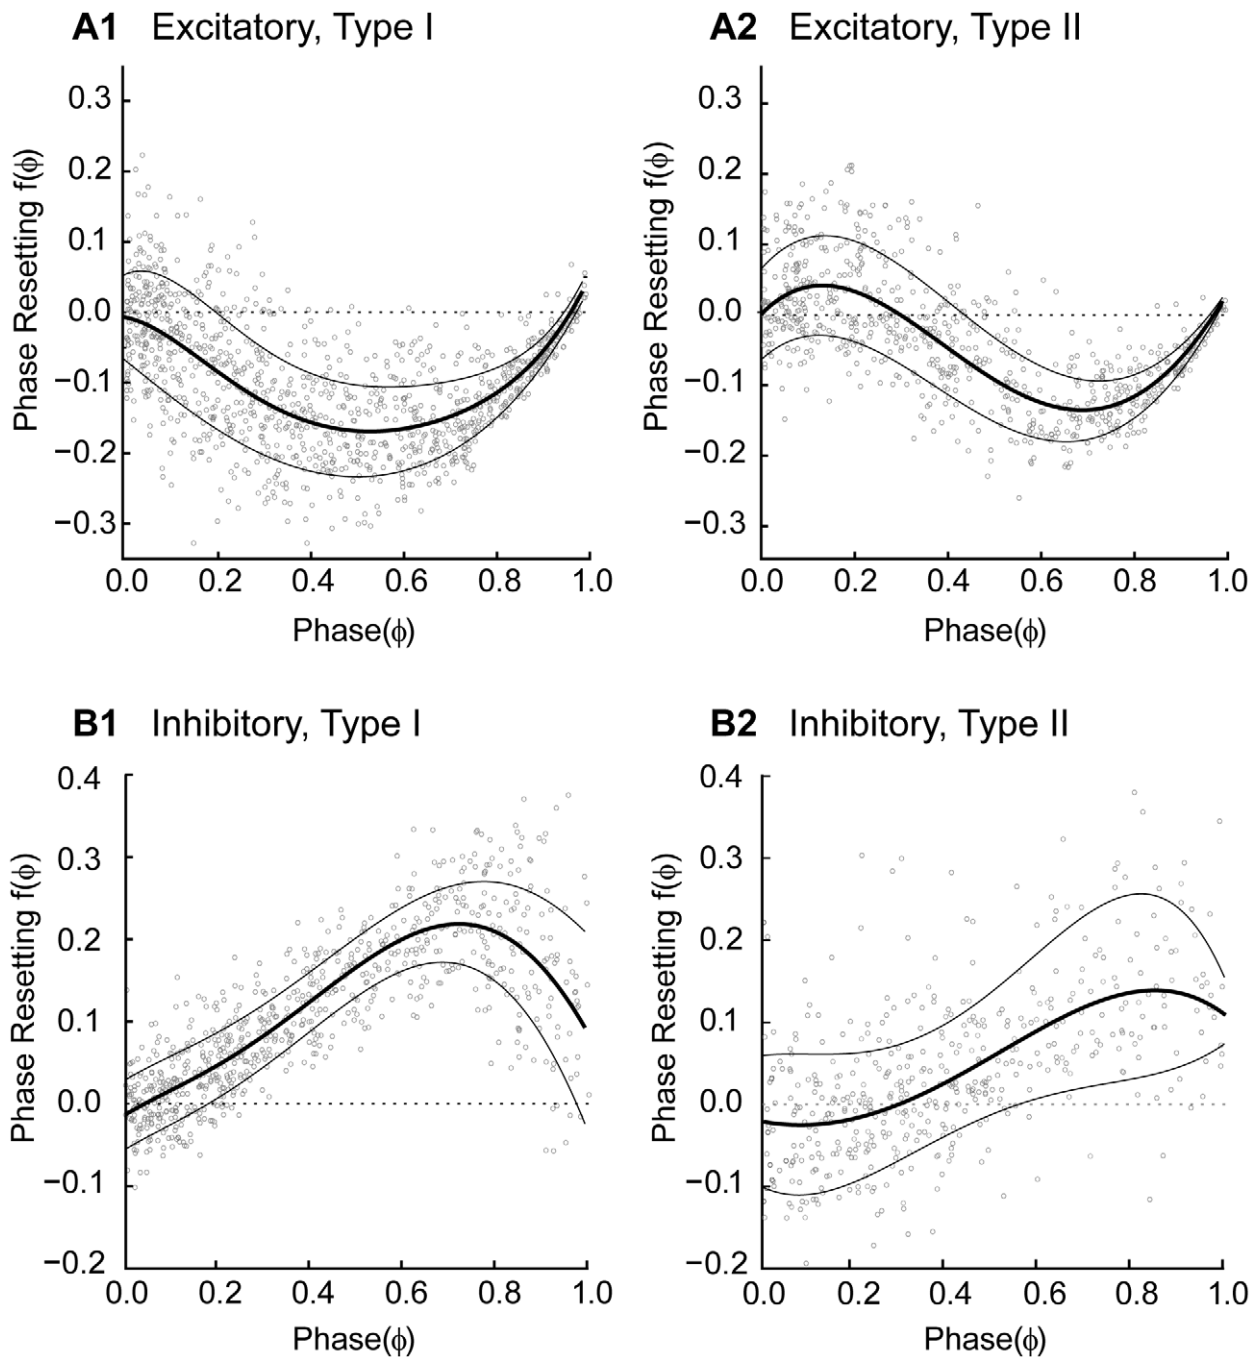 A1 Excitatory, Type I
Phase Resetting f(ϕ)
0.3
0.2
0.1
0.0
−0.1
−0.2
−0.3
0.0 0.2 0.4 0.6 0.8 1.0
Phase(ϕ)
A2 Excitatory, Type II
Phase Resetting f(ϕ)
0.3
0.2
0.1
0.0
−0.1
−0.2
−0.3
0.0 0.2 0.4 0.6 0.8 1.0
Phase(ϕ)
B1 Inhibitory, Type I
Phase Resetting f(ϕ)
0.4
0.3
0.2
0.1
0.0
−0.1
−0.2
0.0 0.2 0.4 0.6 0.8 1.0
Phase(ϕ)
B2 Inhibitory, Type II
Phase Resetting f(ϕ)
0.4
0.3
0.2
0.1
0.0
−0.1
−0.2
0.0 0.2 0.4 0.6 0.8 1.0
Phase(ϕ)